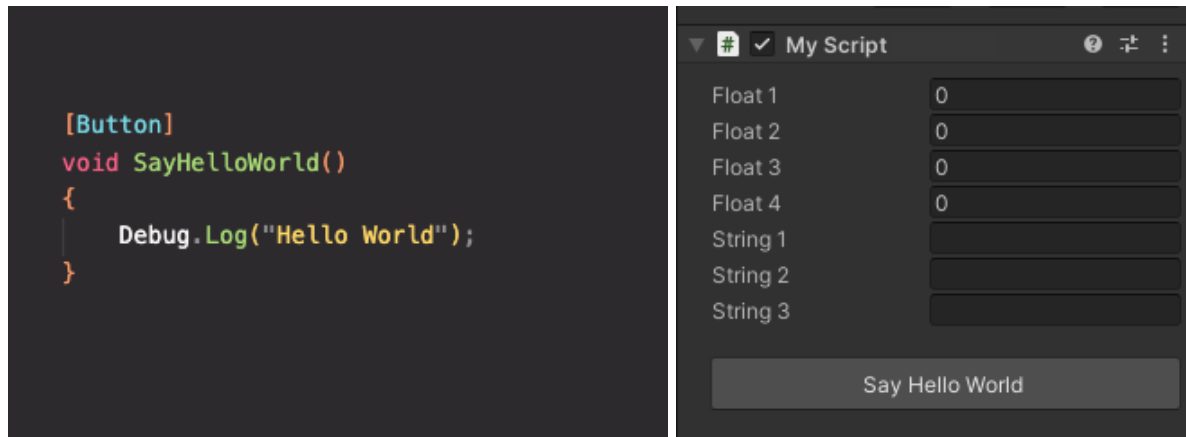 [Button]
void SayHelloWorld()
{
Debug.Log("Hello World");
}
# My Script ?
Float 1 0
Float 2 0
Float 3 0
Float 4 0
String 1
String 2
String 3
Say Hello World